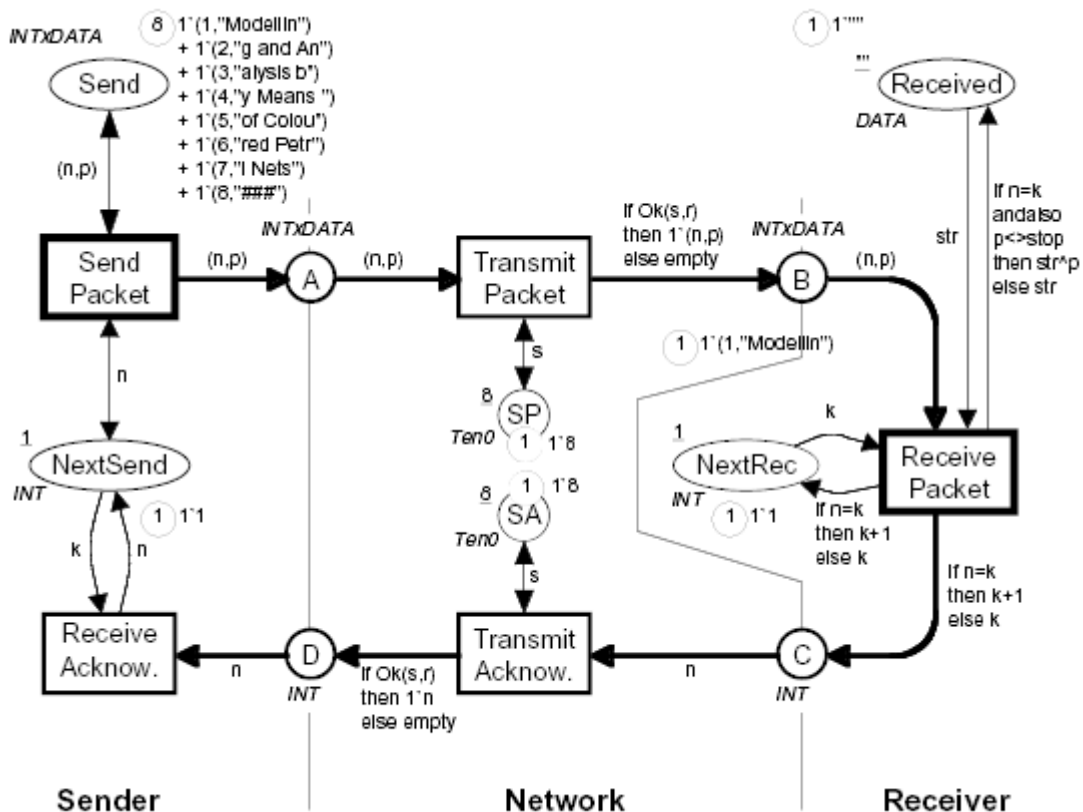 INTxDATA
Send
8
1`(1,"Modellin")
+ 1`(2,"g and An")
+ 1`(3,"alysis b")
+ 1`(4,"y Means ")
+ 1`(5,"of Colou")
+ 1`(6,"red Petr")
+ 1`(7,"i Nets")
+ 1`(8,"###")
1
1`""
""
Received
DATA
(n,p)
Send
Packet
(n,p)
INTxDATA
A
(n,p)
Transmit
Packet
If Ok(s,r)
then 1`(n,p)
else empty
INTxDATA
B
(n,p)
str
If n=k
andalso
p<>stop
then str^p
else str
n
s
1
1`(1,"Modellin")
8
SP
Ten0
1
1`8
1
NextSend
INT
1
1`1
8
SA
Ten0
1
1`8
1
NextRec
INT
1
1`1
k
If n=k
then k+1
else k
Receive
Packet
k
n
s
If n=k
then k+1
else k
Receive
Acknow.
n
D
INT
If Ok(s,r)
then 1`n
else empty
Transmit
Acknow.
n
C
INT
Sender
Network
Receiver